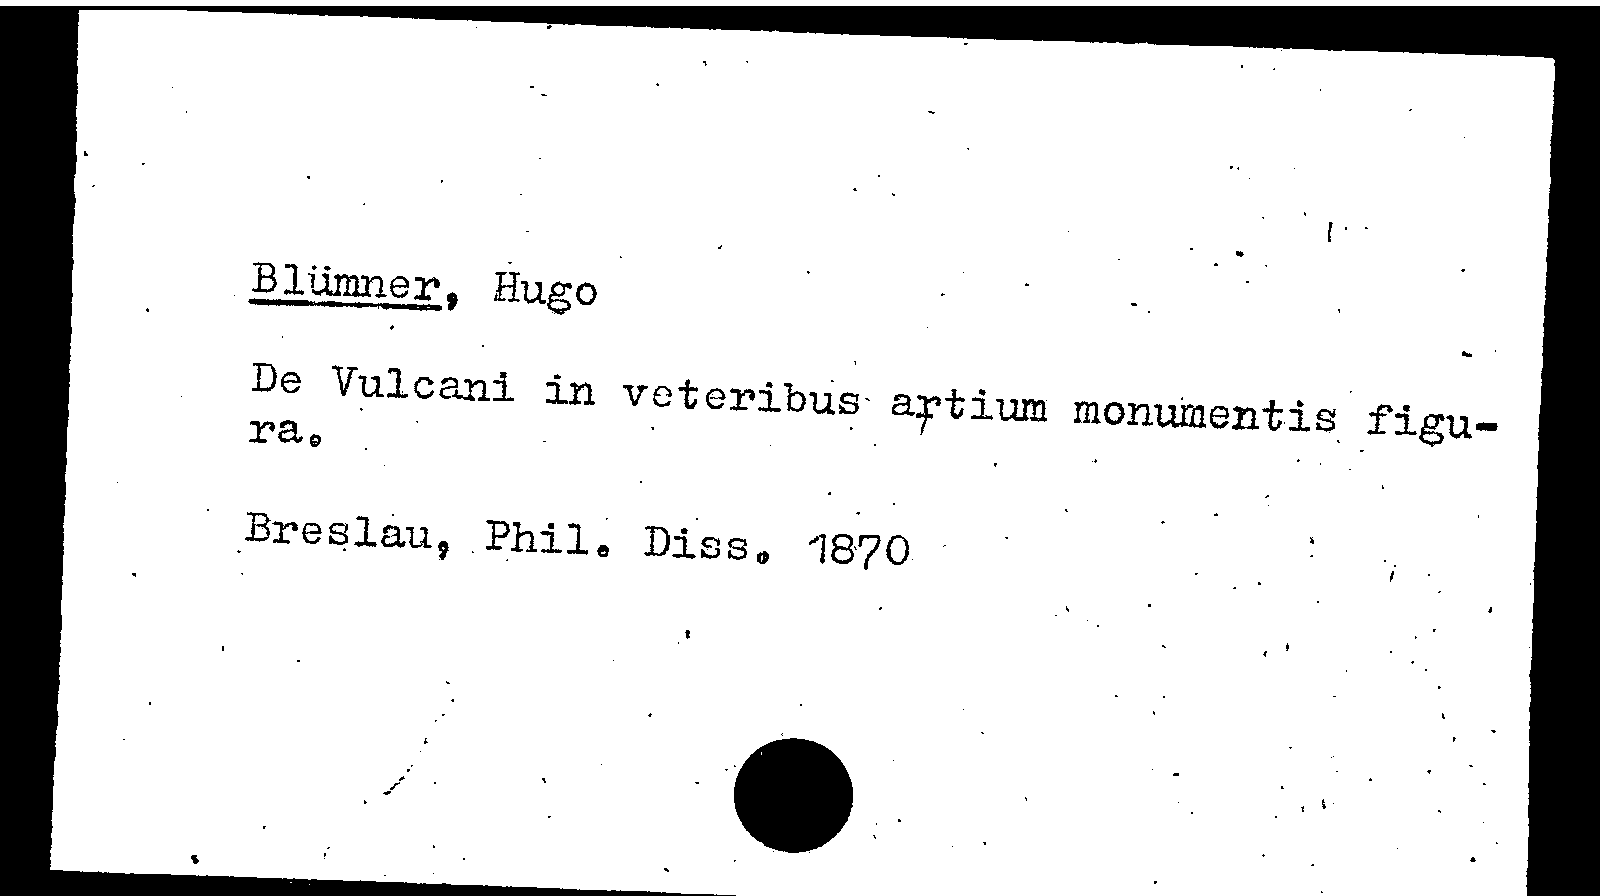 Blümner, Hugo
De Vulcani in veteribus artium monumentis figu-
ra.
Breslau, Phil. Diss. 1870